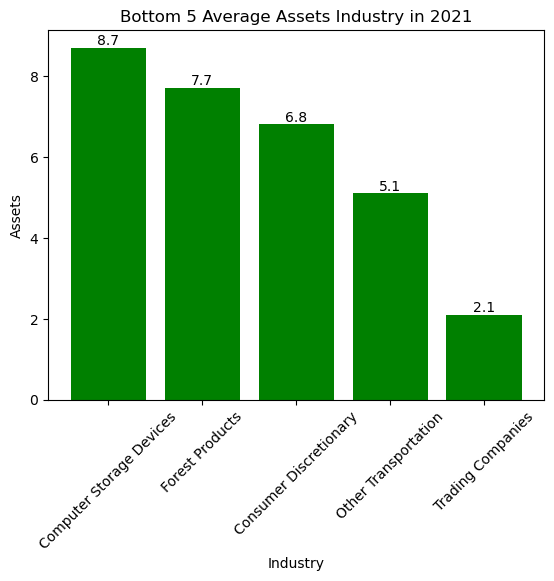 Bottom 5 Average Assets Industry in 2021
8.7
7.7
6.8
5.1
2.1
8
6
4
2
0
Assets
Computer Storage Devices
Forest Products
Consumer Discretionary
Other Transportation
Trading Companies
Industry